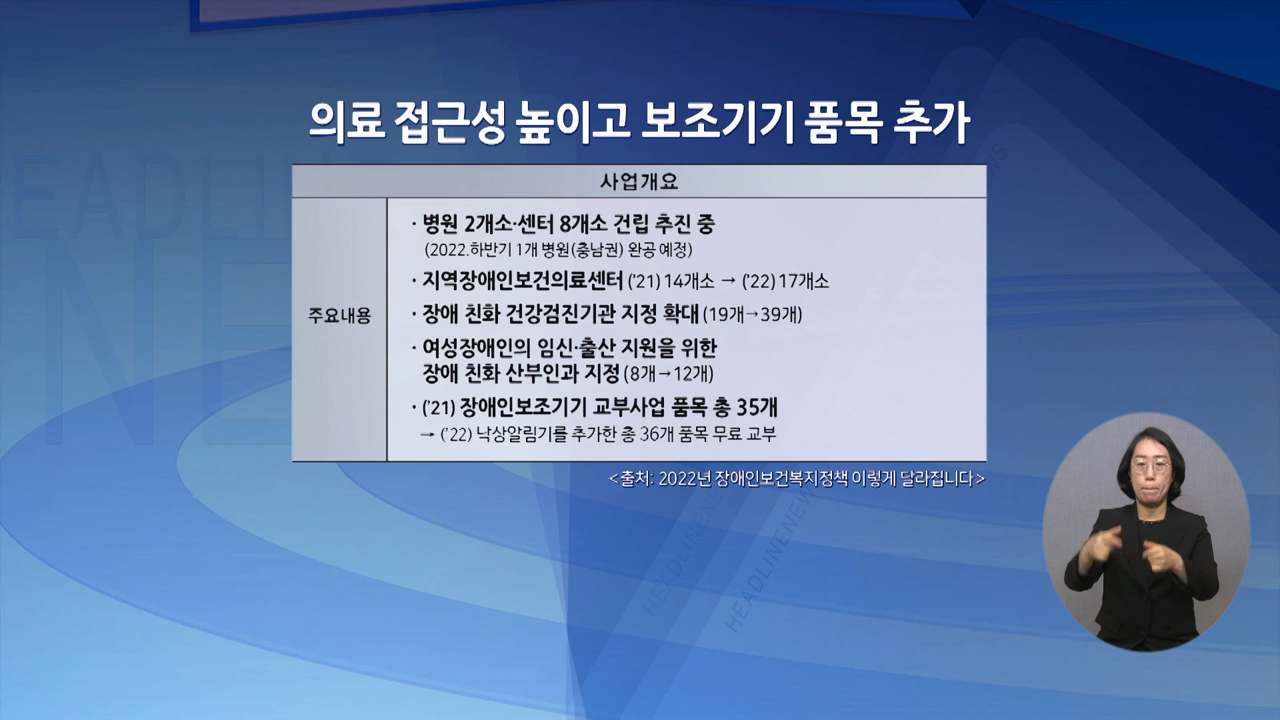 의료 접근성 높이고 보조기기 품목 추가
사업개요
주요내용
· 병원 2개소·센터 8개소 건립 추진 중
(2022.하반기 1개 병원(충남권) 완공 예정)
· 지역장애인보건의료센터 ('21) 14개소 → ('22) 17개소
· 장애 친화 건강검진기관 지정 확대 (19개→39개)
· 여성장애인의 임신·출산 지원을 위한
장애 친화 산부인과 지정 (8개→12개)
· ('21) 장애인보조기기 교부사업 품목 총 35개
→ ('22) 낙상알림기를 추가한 총 36개 품목 무료 교부
<출처: 2022년 장애인보건복지정책 이렇게 달라집니다>
EADLI
NE
HEADLINE
HEADLINENEW